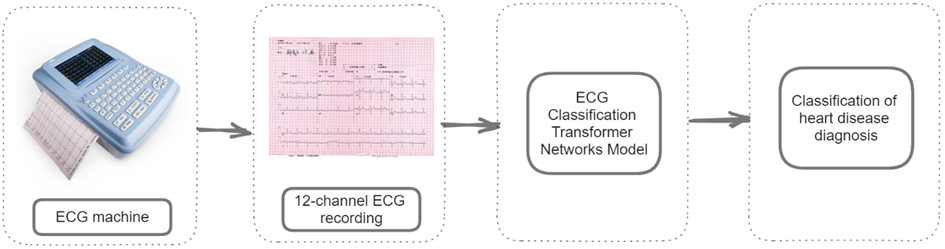 ECG machine
12-channel ECG
recording
ECG
Classification
Transformer
Networks Model
Classification of
heart disease
diagnosis